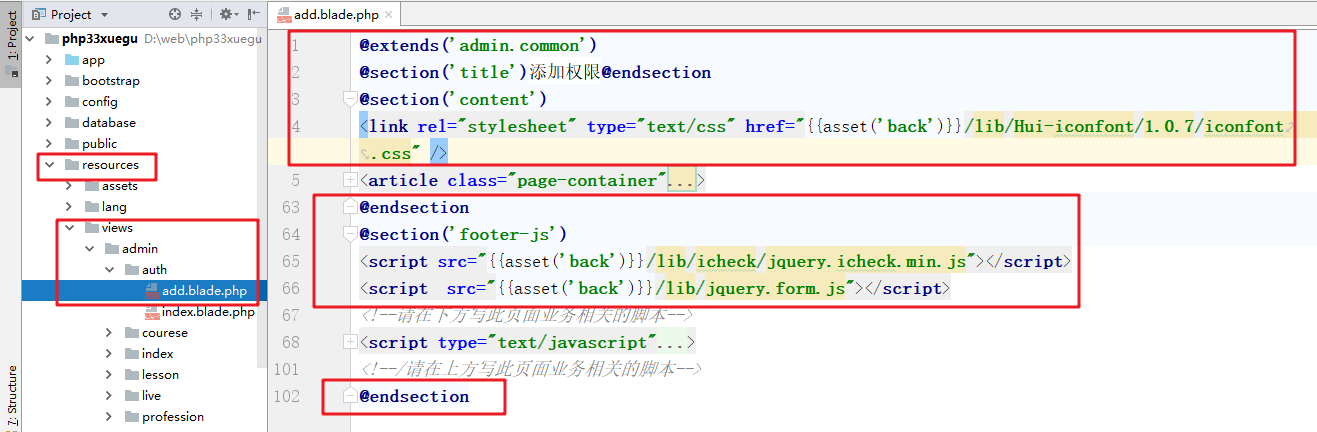 Project
add.blade.php
1: Project
7: Structure
php33xuegu D:\web\php33xuegu
app
bootstrap
config
database
public
resources
assets
lang
views
admin
auth
add.blade.php
index.blade.php
courese
index
lesson
live
profession
1 @extends('admin.common')
2 @section('title')添加权限@endsection
3 @section('content')
4 <link rel="stylesheet" type="text/css" href="{{asset('back')}}/lib/Hui-iconfont/1.0.7/iconfont
.css" />
5 <article class="page-container"...>
63 @endsection
64 @section('footer-js')
65 <script src="{{asset('back')}}/lib/icheck/jquery.icheck.min.js"></script>
66 <script  src="{{asset('back')}}/lib/jquery.form.js"></script>
67 <!--请在下方写此页面业务相关的脚本-->
68 <script type="text/javascript"...>
101 <!--/请在上方写此页面业务相关的脚本-->
102 @endsection